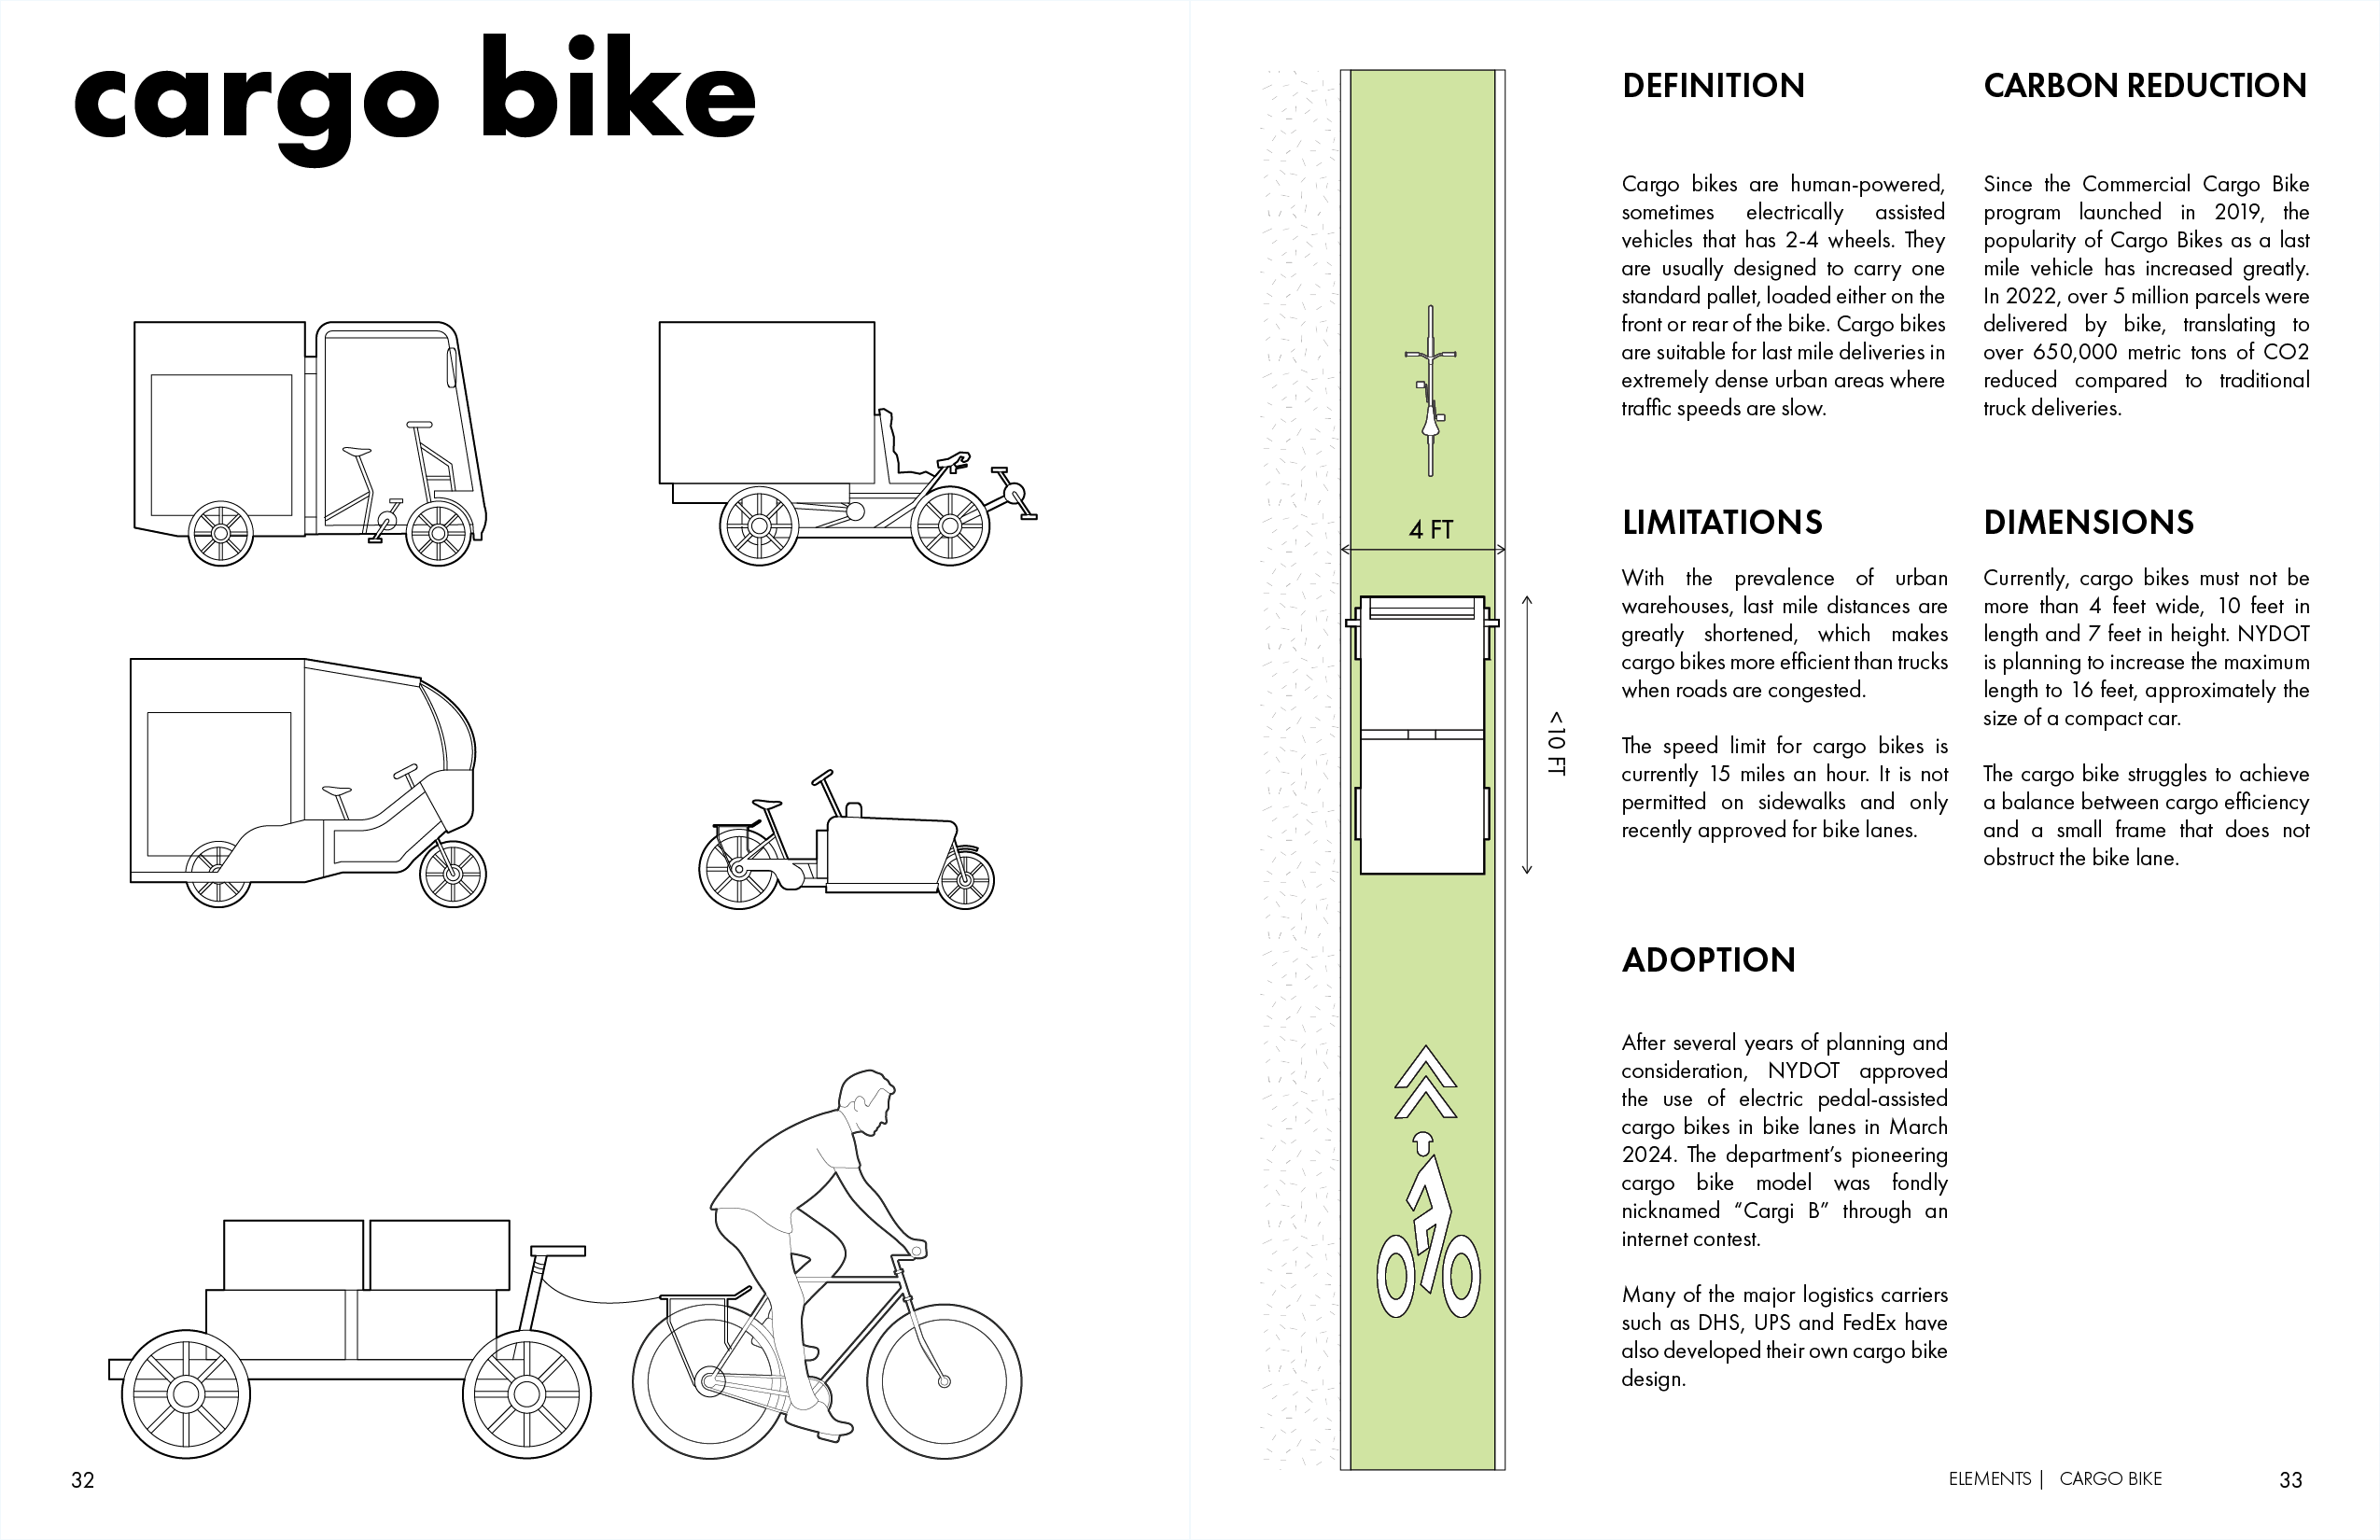 cargo bike
32
4 FT
<10 FT
DEFINITION
Cargo bikes are human-powered,
sometimes electrically assisted
vehicles that has 2-4 wheels. They
are usually designed to carry one
standard pallet, loaded either on the
front or rear of the bike. Cargo bikes
are suitable for last mile deliveries in
extremely dense urban areas where
traffic speeds are slow.
CARBON REDUCTION
Since the Commercial Cargo Bike
program launched in 2019, the
popularity of Cargo Bikes as a last
mile vehicle has increased greatly.
In 2022, over 5 million parcels were
delivered by bike, translating to
over 650,000 metric tons of CO2
reduced compared to traditional
truck deliveries.
LIMITATIONS
With the prevalence of urban
warehouses, last mile distances are
greatly shortened, which makes
cargo bikes more efficient than trucks
when roads are congested.
The speed limit for cargo bikes is
currently 15 miles an hour. It is not
permitted on sidewalks and only
recently approved for bike lanes.
DIMENSIONS
Currently, cargo bikes must not be
more than 4 feet wide, 10 feet in
length and 7 feet in height. NYDOT
is planning to increase the maximum
length to 16 feet, approximately the
size of a compact car.
The cargo bike struggles to achieve
a balance between cargo efficiency
and a small frame that does not
obstruct the bike lane.
ADOPTION
After several years of planning and
consideration, NYDOT approved
the use of electric pedal-assisted
cargo bikes in bike lanes in March
2024. The department’s pioneering
cargo bike model was fondly
nicknamed “Cargi B” through an
internet contest.
Many of the major logistics carriers
such as DHS, UPS and FedEx have
also developed their own cargo bike
design.
ELEMENTS | CARGO BIKE
33